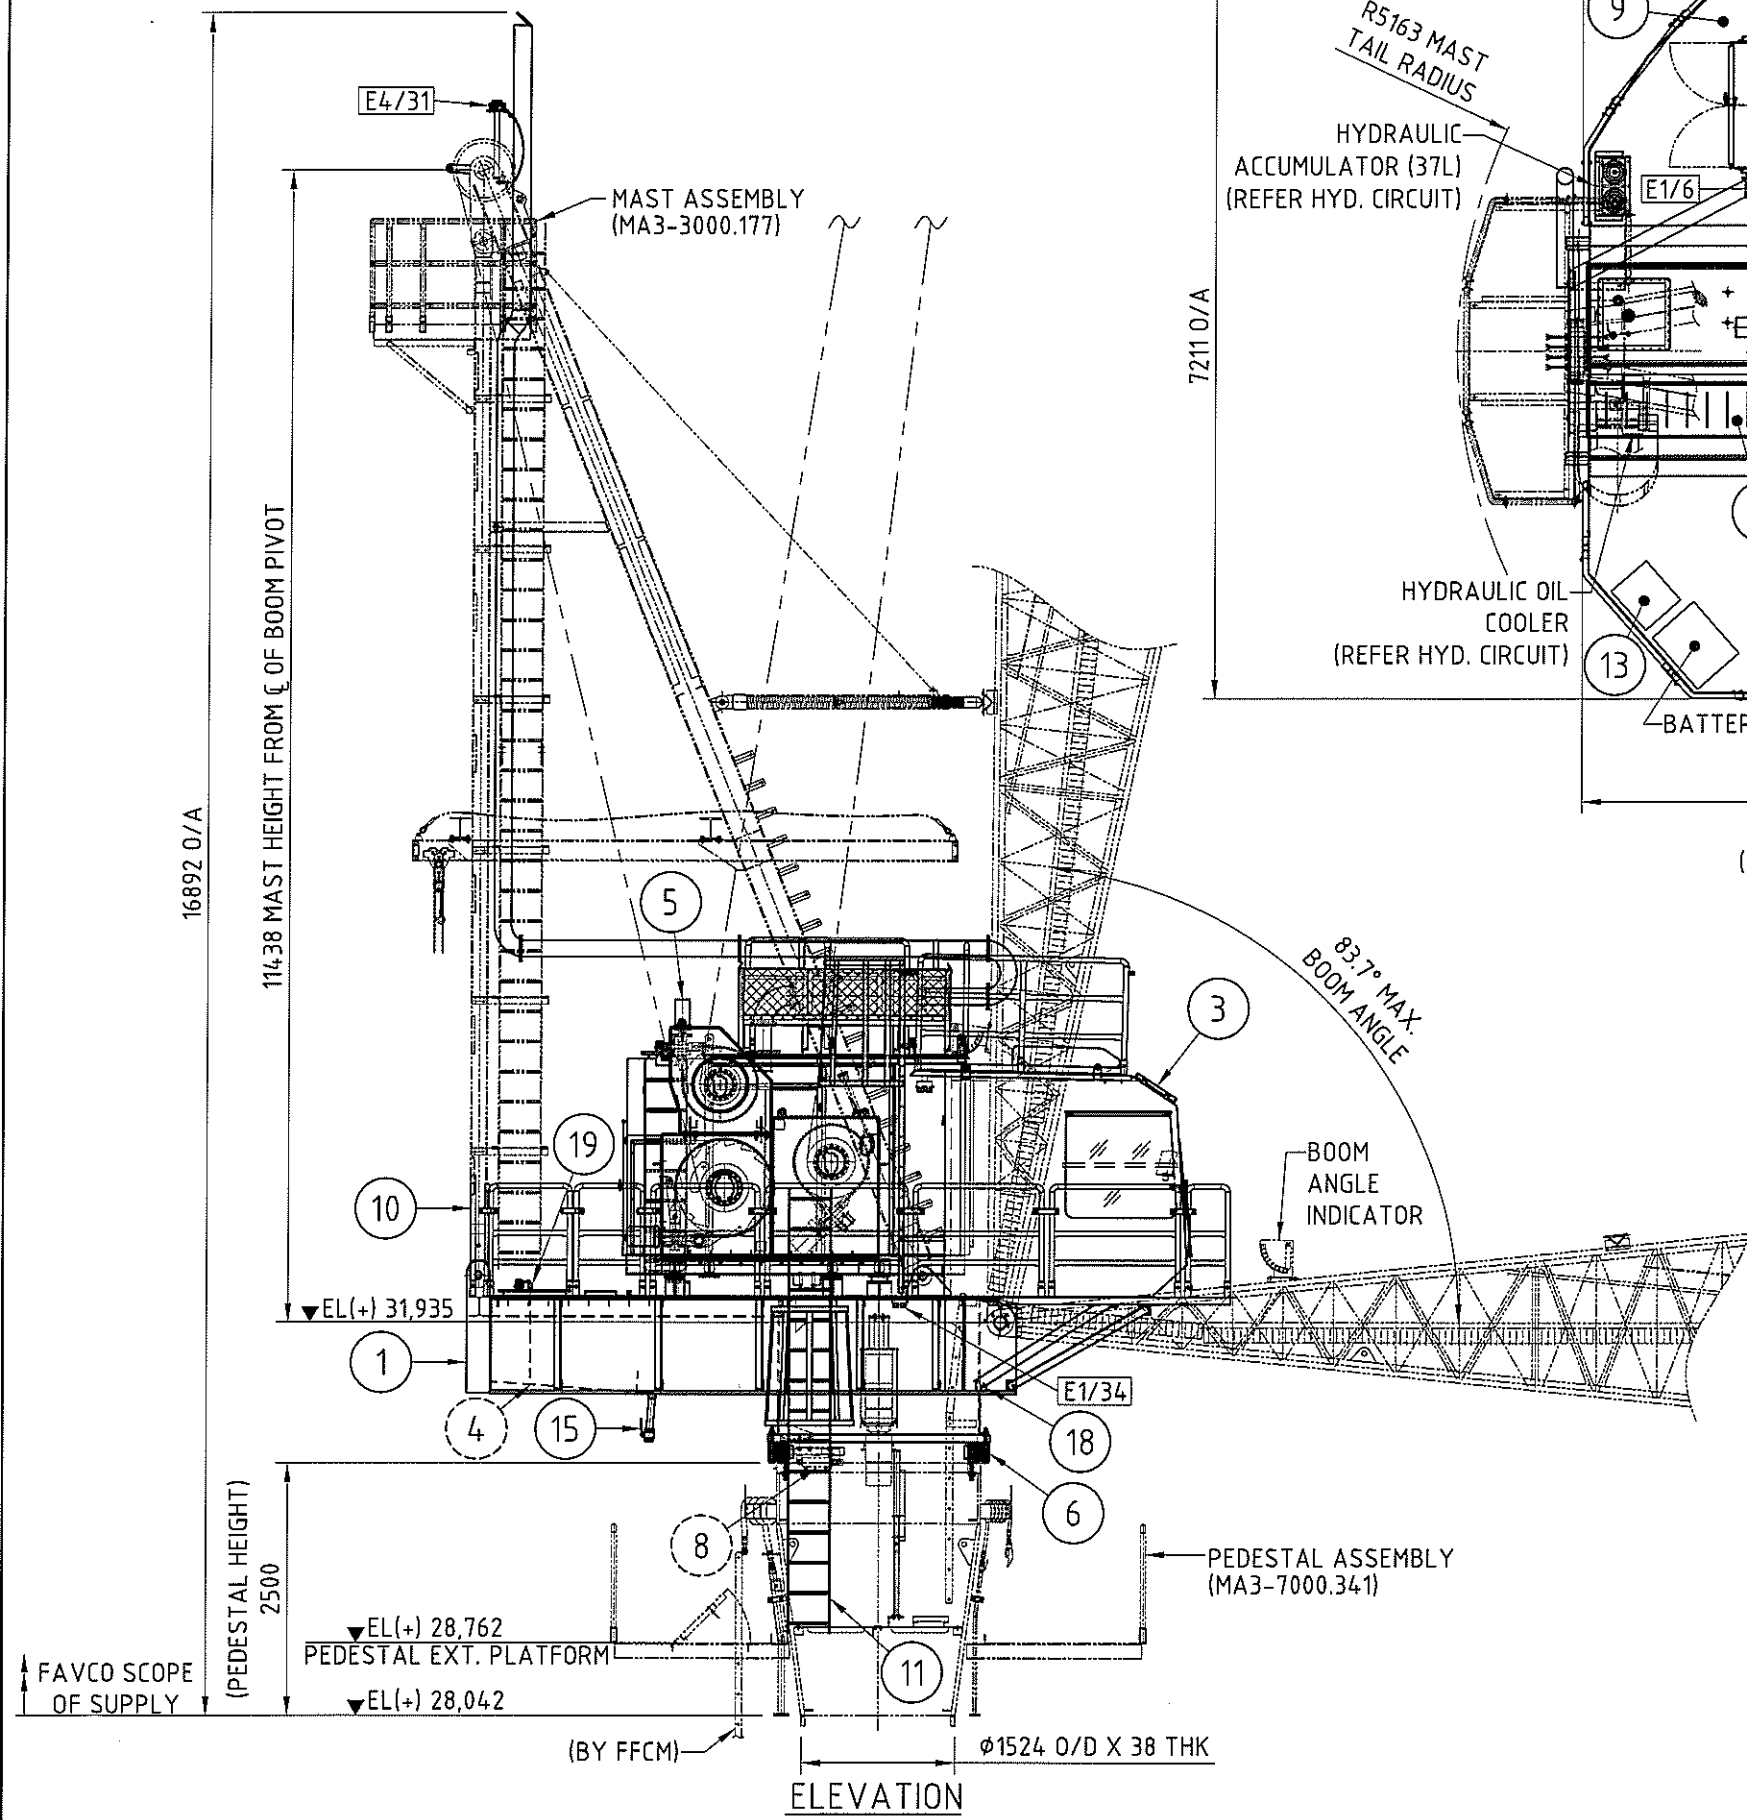 E4/31
MAST ASSEMBLY
(MA3-3000.177)
16892 O/A
11438 MAST HEIGHT FROM ℄ OF BOOM PIVOT
5
83.7° MAX.
BOOM ANGLE
3
19
10
BOOM
ANGLE
INDICATOR
EL(+) 31,935
1
E1/34
4
15
18
6
8
(PEDESTAL HEIGHT)
2500
PEDESTAL ASSEMBLY
(MA3-7000.341)
EL(+) 28,762
PEDESTAL EXT. PLATFORM
11
FAVCO SCOPE
OF SUPPLY
EL(+) 28,042
(BY FFCM)
Ø1524 O/D X 38 THK
ELEVATION
9
R5163 MAST
TAIL RADIUS
HYDRAULIC
ACCUMULATOR (37L)
(REFER HYD. CIRCUIT)
E1/6
7211 O/A
HYDRAULIC OIL
COOLER
(REFER HYD. CIRCUIT)
13
BATTER
(